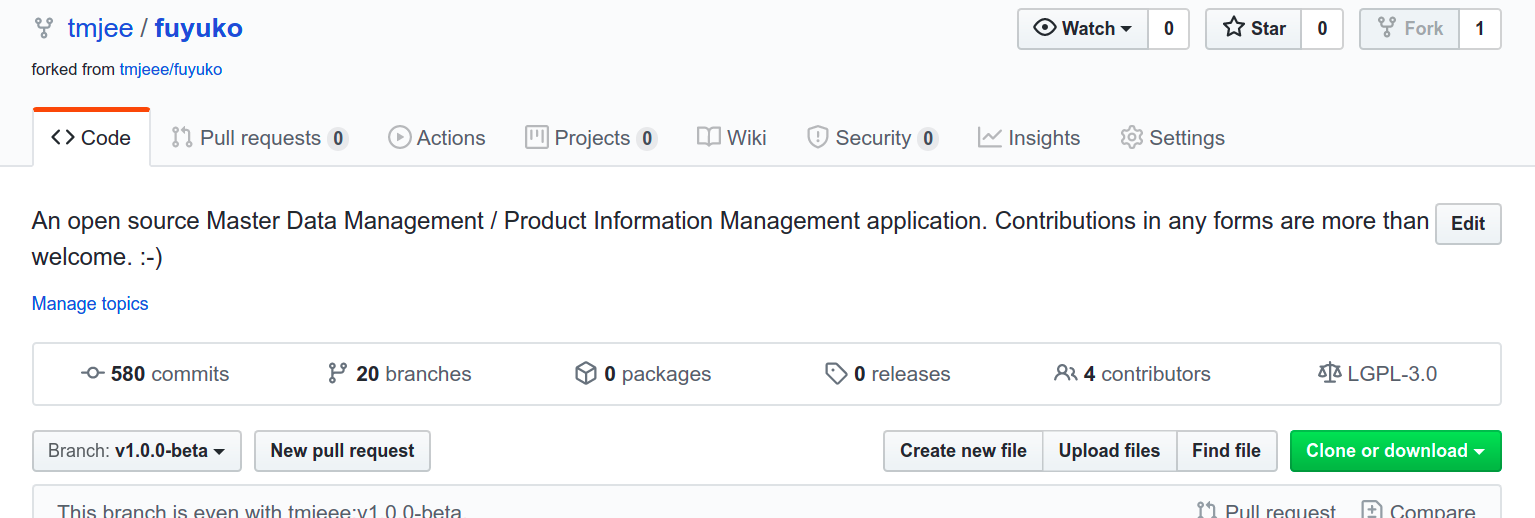 tmjee / fuyuko
Watch 0 Star 0 Fork 1
forked from tmjeee/fuyuko
Code Pull requests 0 Actions Projects 0 Wiki Security 0 Insights Settings
An open source Master Data Management / Product Information Management application. Contributions in any forms are more than
welcome. :-)
Edit
Manage topics
580 commits 20 branches 0 packages 0 releases 4 contributors LGPL-3.0
Branch: v1.0.0-beta New pull request Create new file Upload files Find file Clone or download
This branch is even with tmjeee:v1.0.0-beta. Pull request Compare